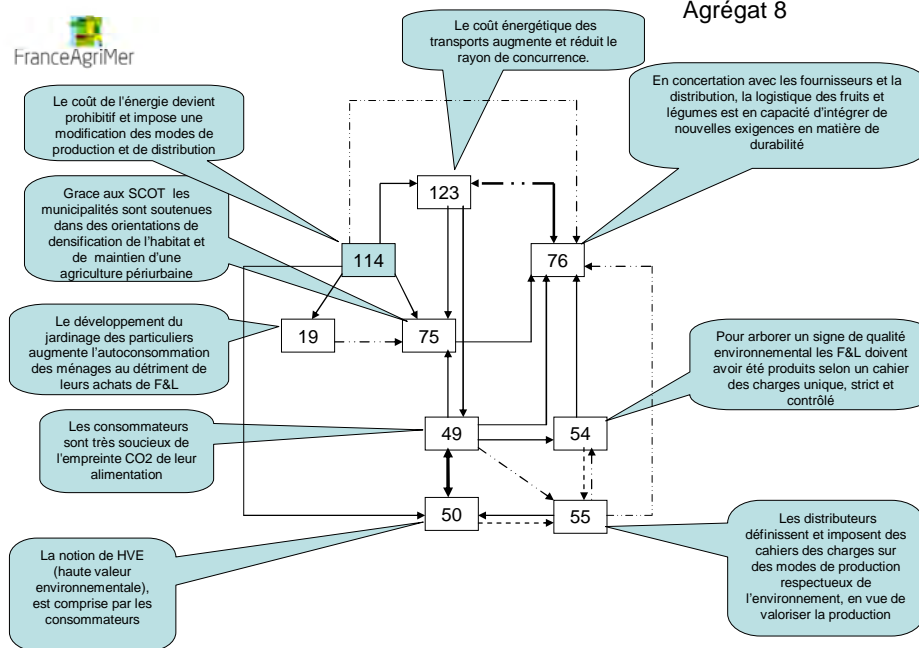 Agrégat 8
FranceAgriMer
Le coût énergétique des
transports augmente et réduit le
rayon de concurrence.
En concertation avec les fournisseurs et la
distribution, la logistique des fruits et
légumes est en capacité d'intégrer de
nouvelles exigences en matière de
durabilité
Le coût de l'énergie devient
prohibitif et impose une
modification des modes de
production et de distribution
Grace aux SCOT les
municipalités sont soutenues
dans des orientations de
densification de l'habitat et
de maintien d'une
agriculture périurbaine
123
114
76
19
75
Le développement du
jardinage des particuliers
augmente l'autoconsommation
des ménages au détriment de
leurs achats de F&L
Pour arborer un signe de qualité
environnemental les F&L doivent
avoir été produits selon un cahier
des charges unique, strict et
contrôlé
Les consommateurs
sont très soucieux de
l'empreinte CO2 de leur
alimentation
49
54
50
55
La notion de HVE
(haute valeur
environnementale),
est comprise par les
consommateurs
Les distributeurs
définissent et imposent des
cahiers des charges sur
des modes de production
respectueux de
l'environnement, en vue de
valoriser la production